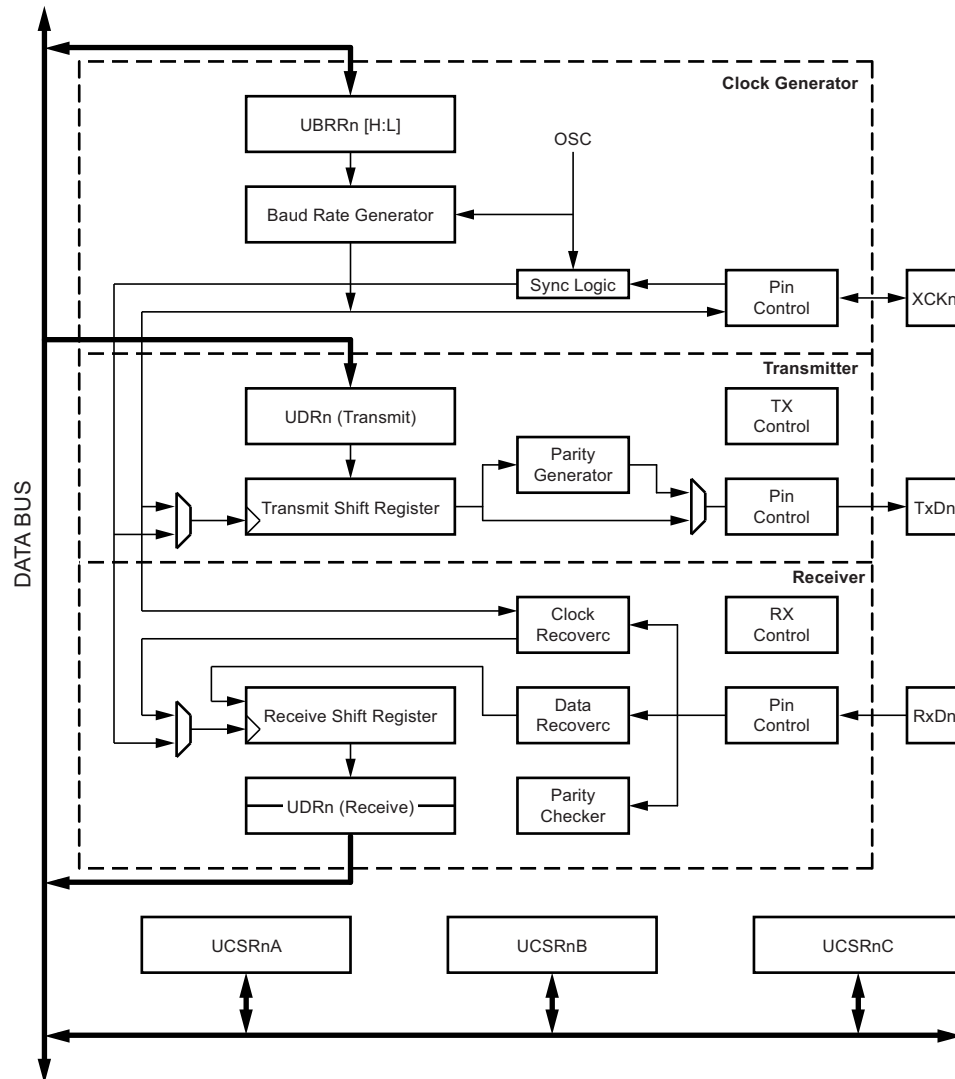 Clock Generator
UBRRn [H:L]
OSC
Baud Rate Generator
Sync Logic
Pin
Control
XCKn
Transmitter
UDRn (Transmit)
TX
Control
Parity
Generator
Transmit Shift Register
Pin
Control
TxDn
DATA BUS
Receiver
Clock
Recoverc
RX
Control
Receive Shift Register
Data
Recoverc
Pin
Control
RxDn
UDRn (Receive)
Parity
Checker
UCSRnA
UCSRnB
UCSRnC